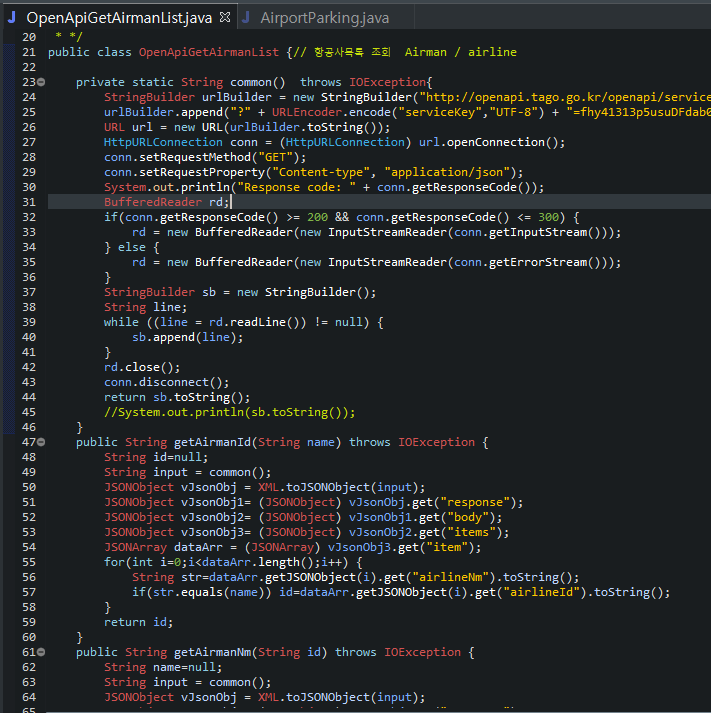 OpenApiGetAirmanList.java AirportParking.java
20 * */
21 public class OpenApiGetAirmanList {// 항공사목록 조회  Airman / airline
22
23 private static String common()  throws IOException{
24 StringBuilder urlBuilder = new StringBuilder("http://openapi.tago.go.kr/openapi/service
25 urlBuilder.append("?" + URLEncoder.encode("serviceKey","UTF-8") + "=fhy41313p5usuDFdab0
26 URL url = new URL(urlBuilder.toString());
27 HttpURLConnection conn = (HttpURLConnection) url.openConnection();
28 conn.setRequestMethod("GET");
29 conn.setRequestProperty("Content-type", "application/json");
30 System.out.println("Response code: " + conn.getResponseCode());
31 BufferedReader rd;
32 if(conn.getResponseCode() >= 200 && conn.getResponseCode() <= 300) {
33 rd = new BufferedReader(new InputStreamReader(conn.getInputStream()));
34 } else {
35 rd = new BufferedReader(new InputStreamReader(conn.getErrorStream()));
36 }
37 StringBuilder sb = new StringBuilder();
38 String line;
39 while ((line = rd.readLine()) != null) {
40 sb.append(line);
41 }
42 rd.close();
43 conn.disconnect();
44 return sb.toString();
45 //System.out.println(sb.toString());
46 }
47 public String getAirmanId(String name) throws IOException {
48 String id=null;
49 String input = common();
50 JSONObject vJsonObj = XML.toJSONObject(input);
51 JSONObject vJsonObj1= (JSONObject) vJsonObj.get("response");
52 JSONObject vJsonObj2= (JSONObject) vJsonObj1.get("body");
53 JSONObject vJsonObj3= (JSONObject) vJsonObj2.get("items");
54 JSONArray dataArr = (JSONArray) vJsonObj3.get("item");
55 for(int i=0;i<dataArr.length();i++) {
56 String str=dataArr.getJSONObject(i).get("airlineNm").toString();
57 if(str.equals(name)) id=dataArr.getJSONObject(i).get("airlineId").toString();
58 }
59 return id;
60 }
61 public String getAirmanNm(String id) throws IOException {
62 String name=null;
63 String input = common();
64 JSONObject vJsonObj = XML.toJSONObject(input);
65